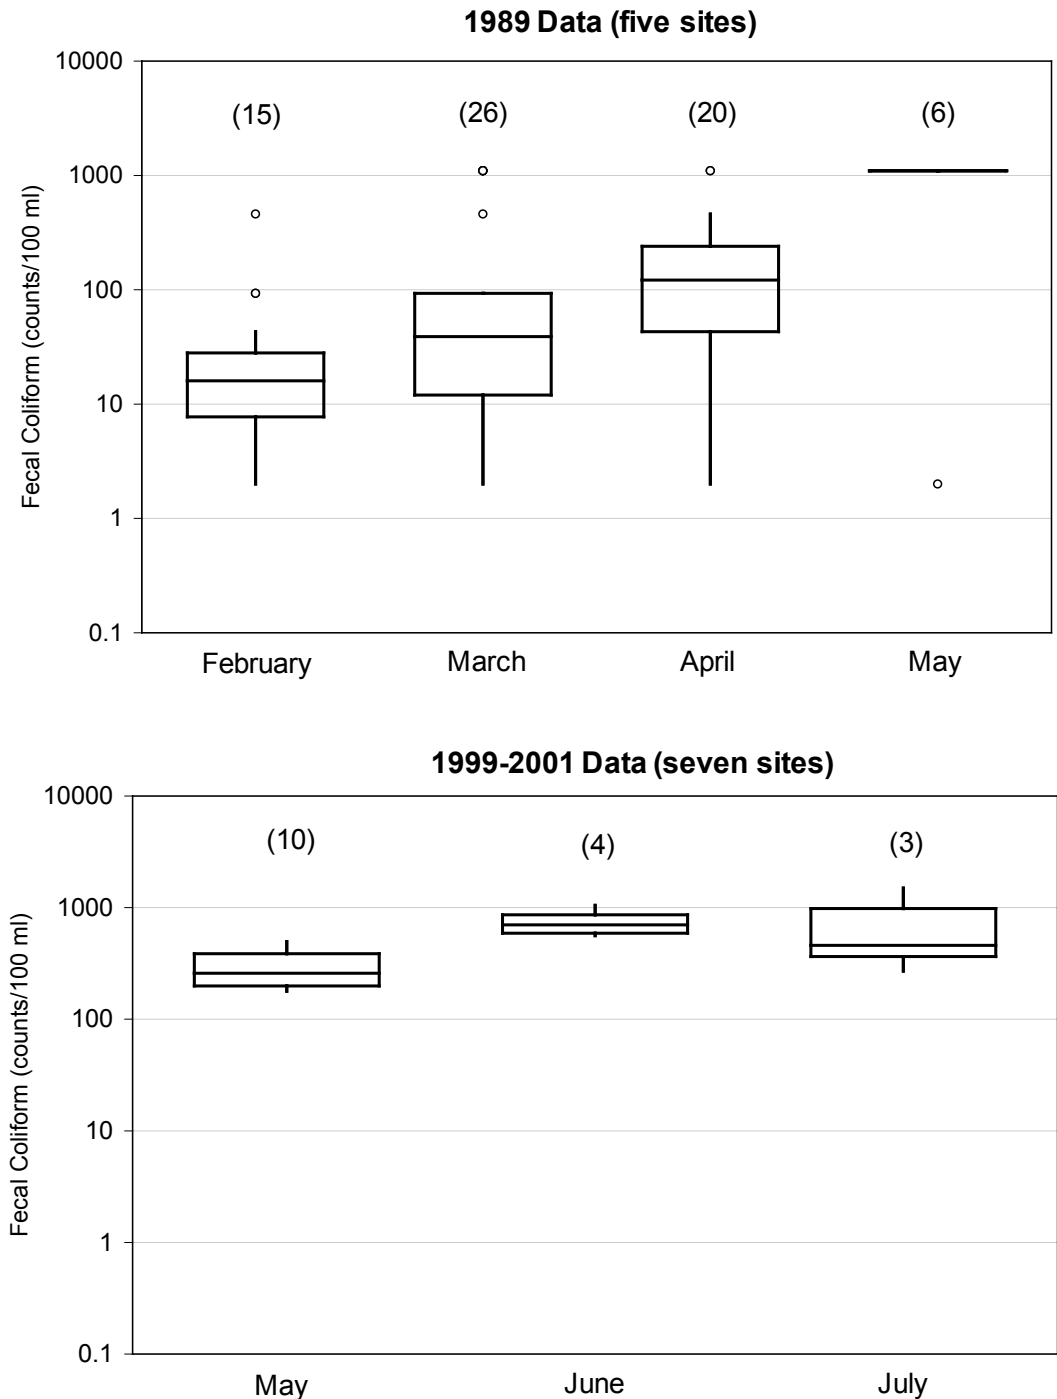 1989 Data (five sites)
Fecal Coliform (counts/100 ml)
10000
1000
100
10
1
0.1
(15) (26) (20) (6)
February March April May
1999-2001 Data (seven sites)
Fecal Coliform (counts/100 ml)
10000
1000
100
10
1
0.1
(10) (4) (3)
May June July